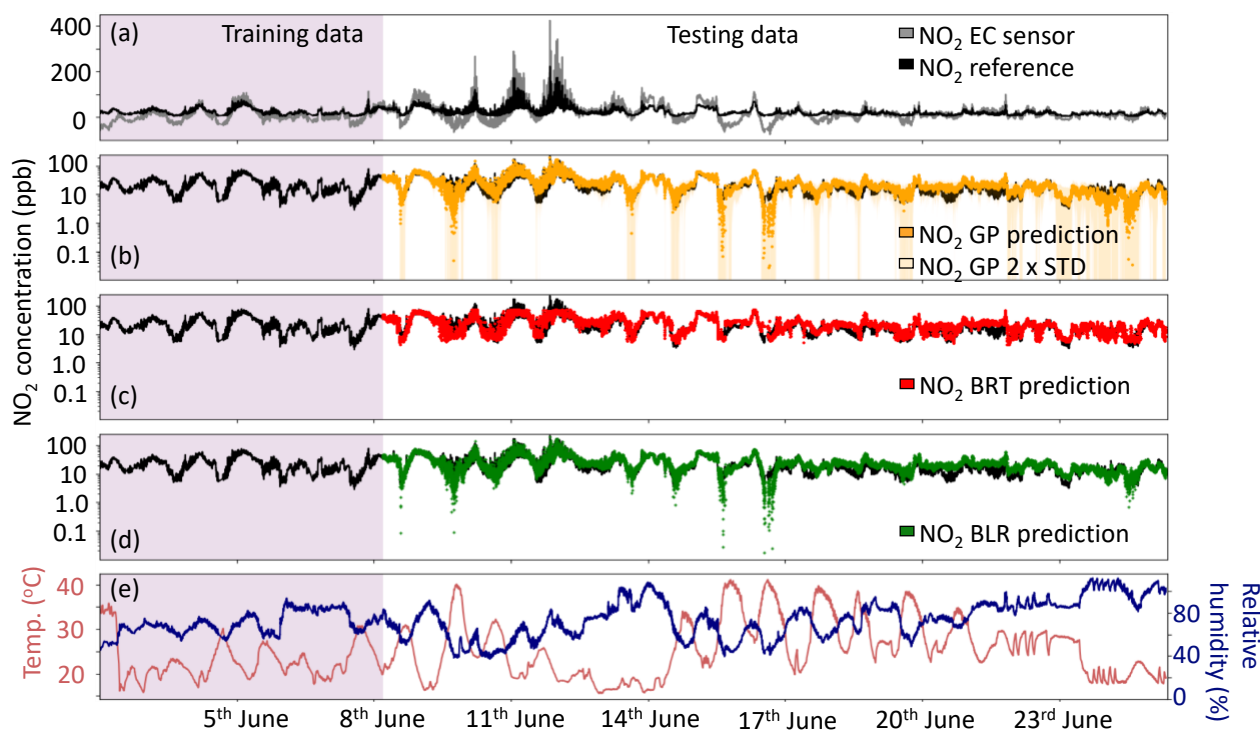 (a)
Training data
Testing data
NO₂ EC sensor
NO₂ reference
400
200
0
NO₂ concentration (ppb)
(b)
100
10
1.0
0.1
NO₂ GP prediction
NO₂ GP 2 x STD
(c)
100
10
1.0
0.1
NO₂ BRT prediction
(d)
100
10
1.0
0.1
NO₂ BLR prediction
(e)
Temp. (ᵒC)
40
30
20
80
40
0
Relative
humidity (%)
5ᵗʰ June
8ᵗʰ June
11ᵗʰ June
14ᵗʰ June
17ᵗʰ June
20ᵗʰ June
23ʳᵈ June